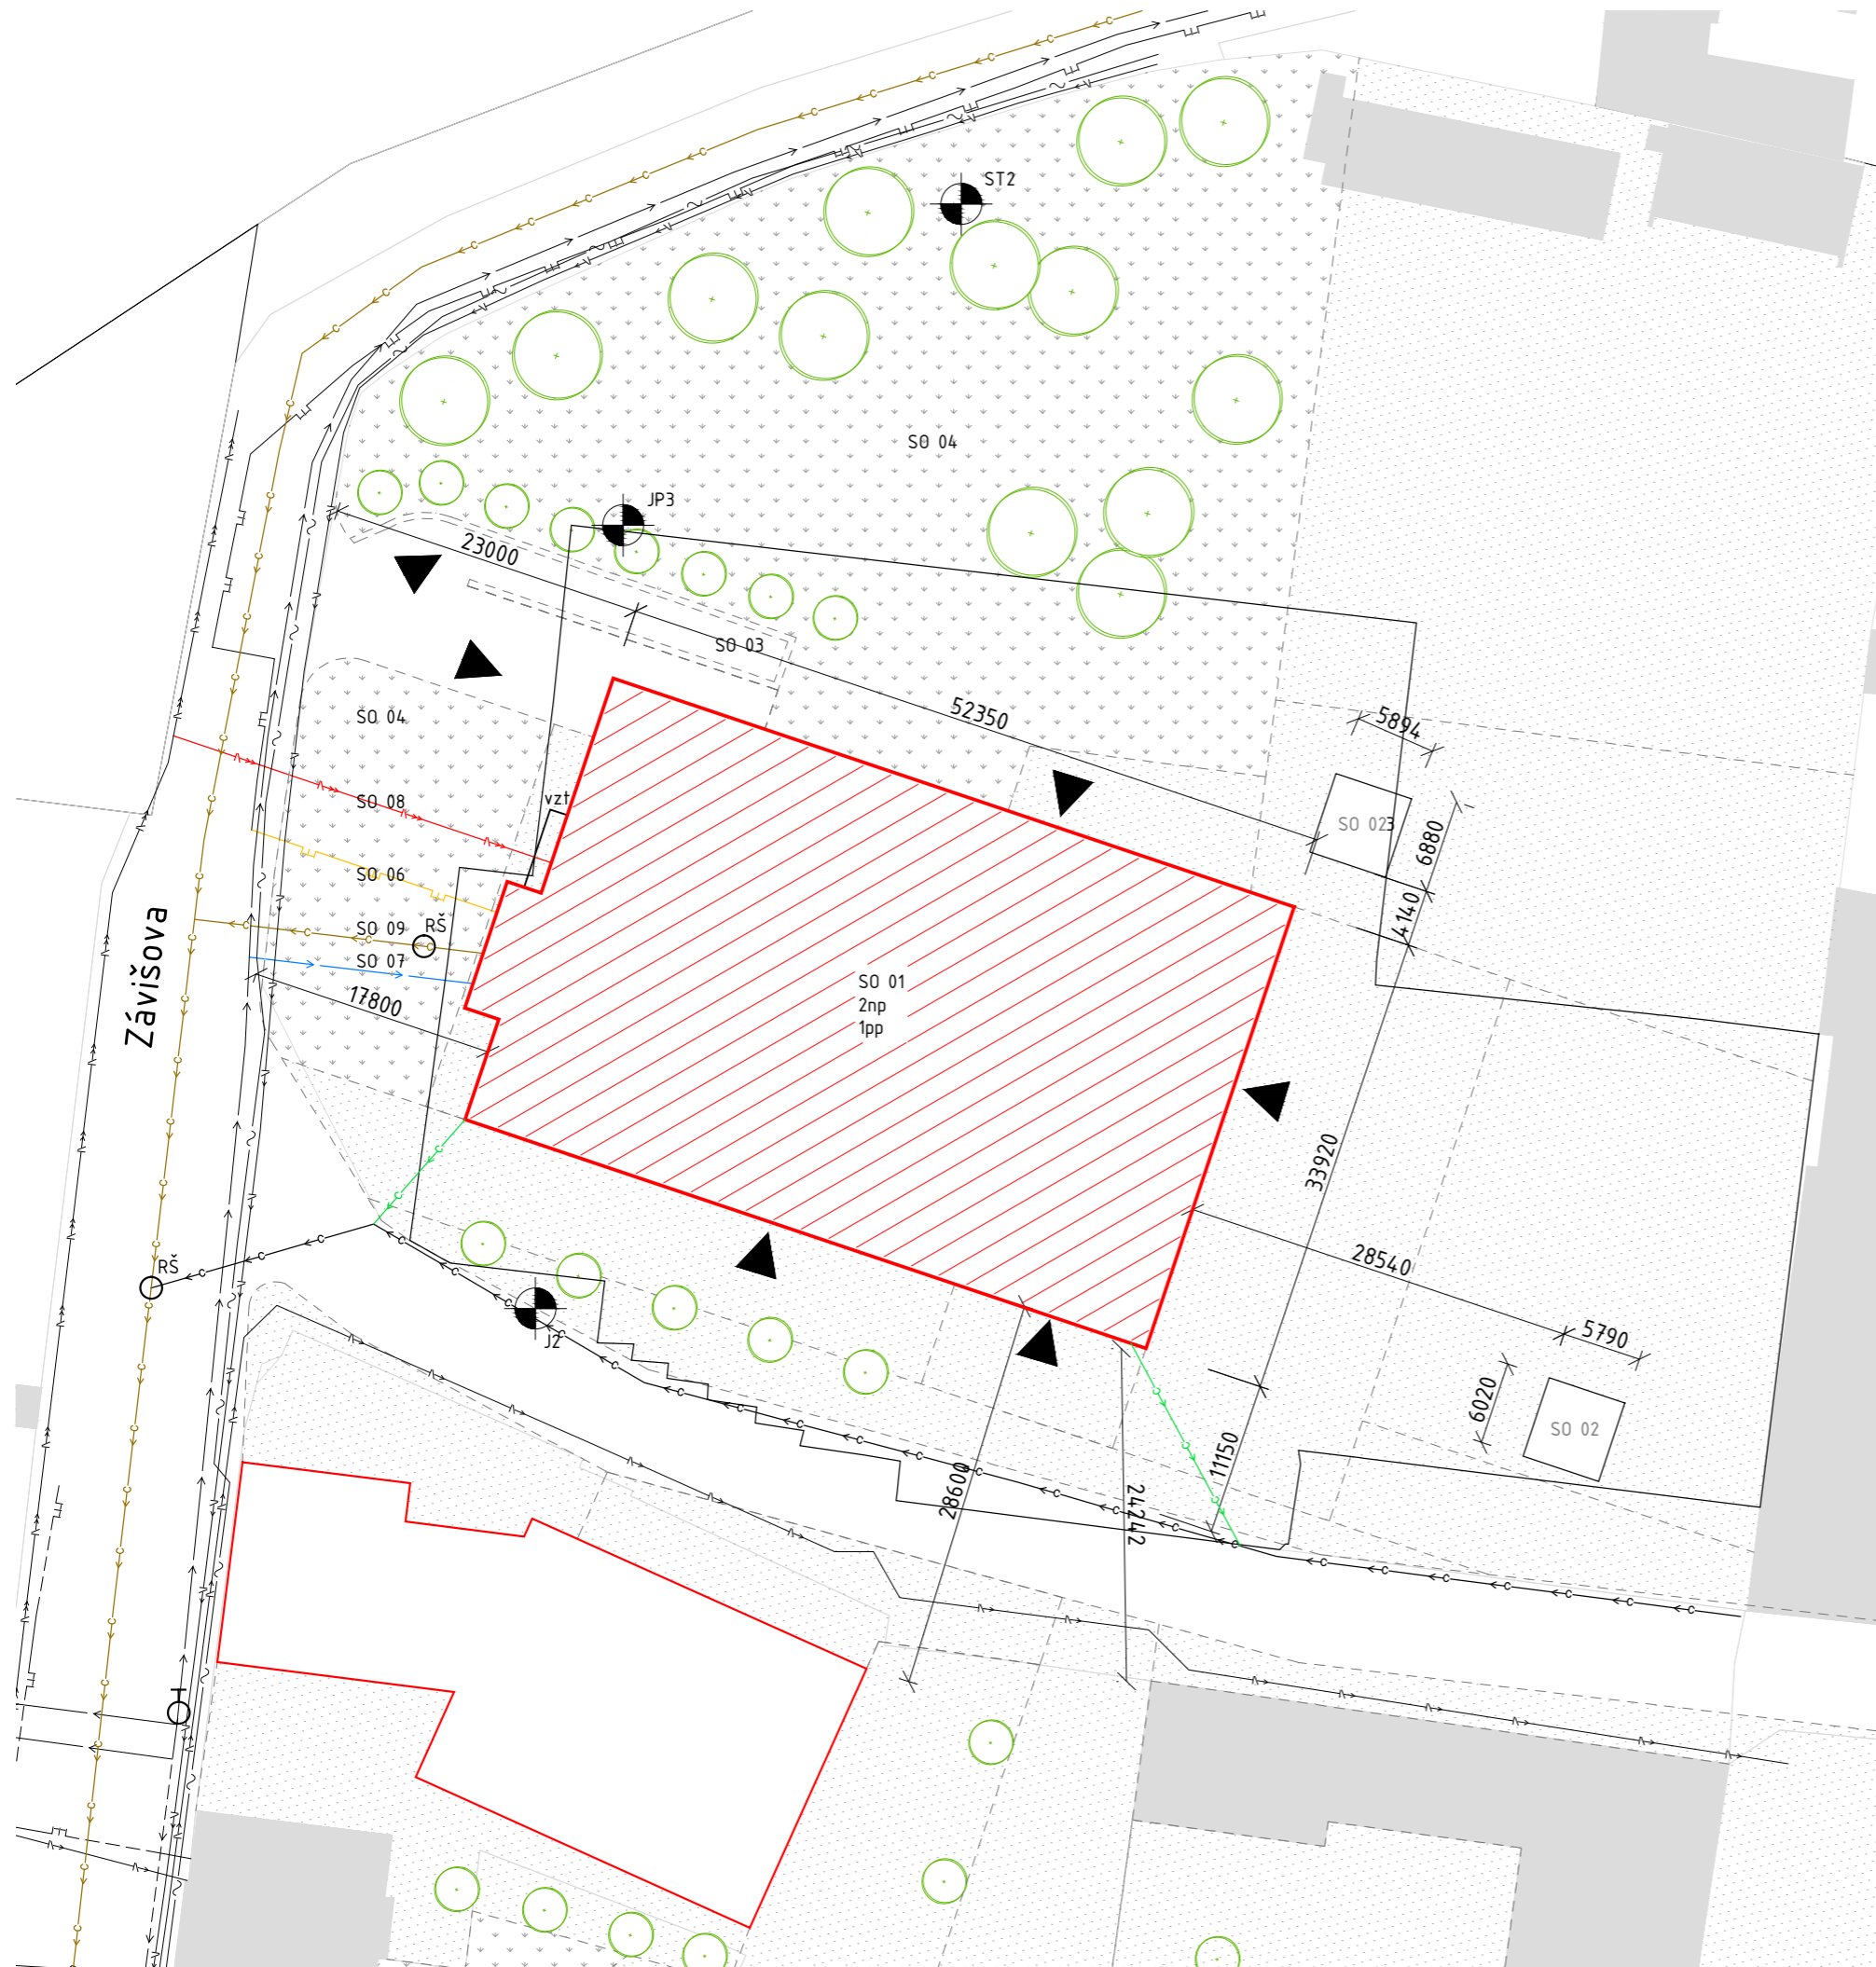 ST2
SO 04
JP3
23000
SO 03
52350
5894
SO 04
vzt
SO 08
SO 023
6880
SO 06
4140
SO 09
RŠ
SO 07
Závišova
17800
SO 01
2np
1pp
33920
28540
RŠ
J2
5790
6020
SO 02
11150
28600
24242